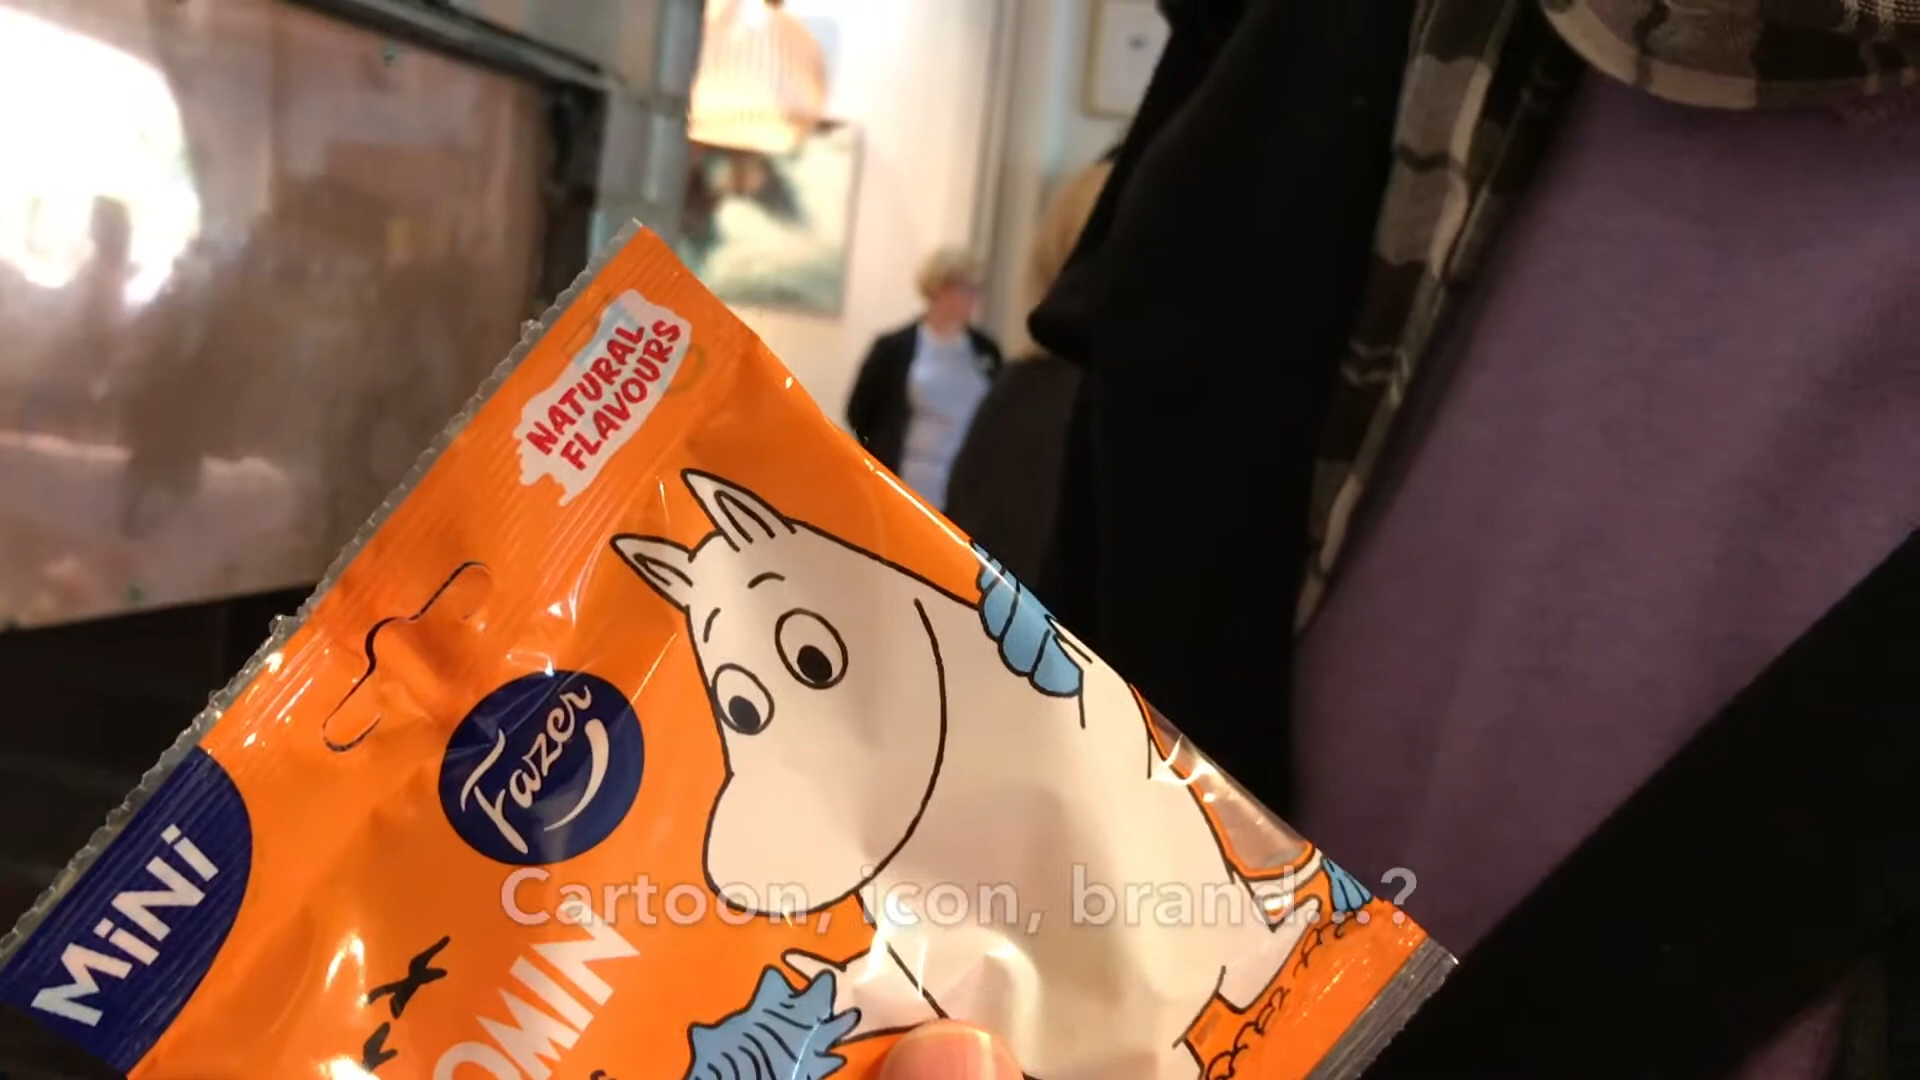 NATURAL
FLAVOURS
Fazer
MiNi
OMIN
Cartoon, icon, brand...?